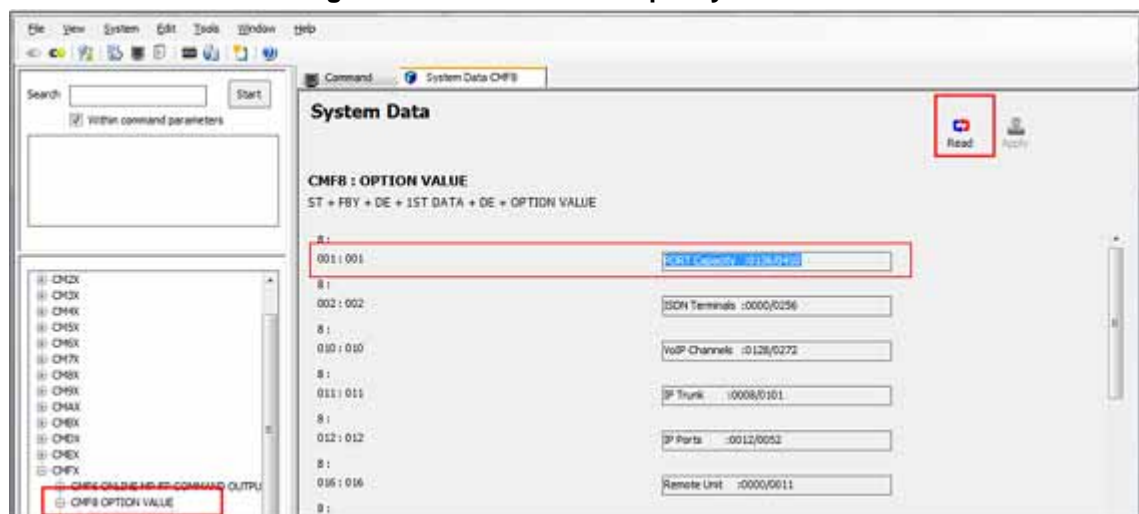 File View System Edit Tools Window Help
Command System Data CMF8
Search Start
Within command parameters
System Data
Read Apply
CMF8 : OPTION VALUE
ST + FBY + DE + 1ST DATA + DE + OPTION VALUE
8 :
001 : 001 PORT Capacity
8 :
002 : 002 ISDN Terminals :0000/0256
8 :
010 : 010 VoIP Channels :0128/0272
8 :
011 : 011 IP Trunk :0008/0101
8 :
012 : 012 IP Ports :0012/0052
8 :
016 : 016 Remote Unit :0000/0011
8 :
CM2X
CM3X
CM4X
CM5X
CM6X
CM7X
CM8X
CM9X
CMAX
CMBX
CMDX
CMEX
CMFX
COMMAND OUTPU
CMF8 OPTION VALUE